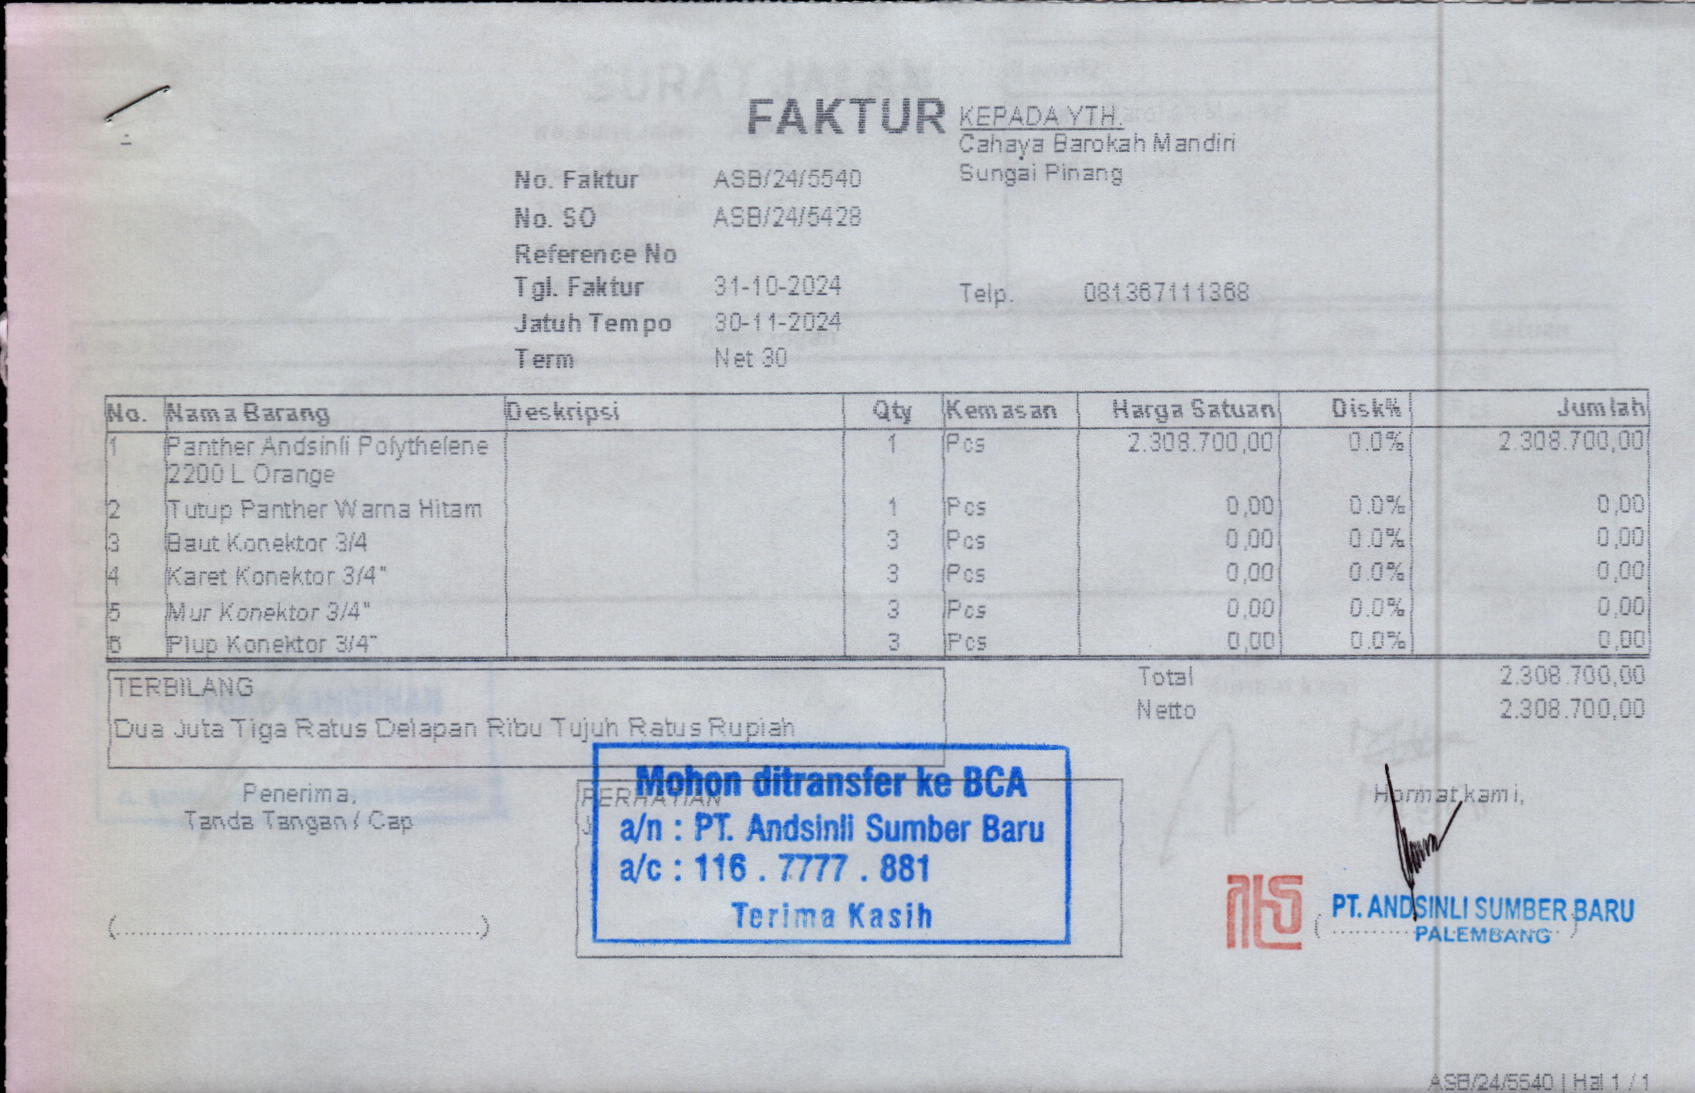 FAKTUR
KEPADA YTH.
Cahaya Barokah Mandiri
Sungai Pinang
No. Faktur ASB/24/5540
No. SO ASB/24/5428
Reference No
Tgl. Faktur 31-10-2024
Telp. 081367111368
Jatuh Tempo 30-11-2024
Term Net 30
No. Nama Barang Deskripsi Qty Kemasan Harga Satuan Disk% Jumlah
1 Panther Andsinli Polythelene 1 Pcs 2.308.700,00 0.0% 2.308.700,00
2200 L Orange
2 Tutup Panther Warna Hitam 1 Pcs 0,00 0.0% 0,00
3 Baut Konektor 3/4 3 Pcs 0,00 0.0% 0,00
4 Karet Konektor 3/4" 3 Pcs 0,00 0.0% 0,00
5 Mur Konektor 3/4" 3 Pcs 0,00 0.0% 0,00
6 Plup Konektor 3/4" 3 Pcs 0,00 0.0% 0,00
TERBILANG
Dua Juta Tiga Ratus Delapan Ribu Tujuh Ratus Rupiah
Total 2.308.700,00
Netto 2.308.700,00
Penerima,
Tanda Tangan / Cap
(..............................................)
PERHATIAN
Mohon ditransfer ke BCA
a/n : PT. Andsinli Sumber Baru
a/c : 116 . 7777 . 881
Terima Kasih
Hormat kami,
PT. ANDSINLI SUMBER BARU
PALEMBANG
ASB/24/5540 | Hal 1 / 1